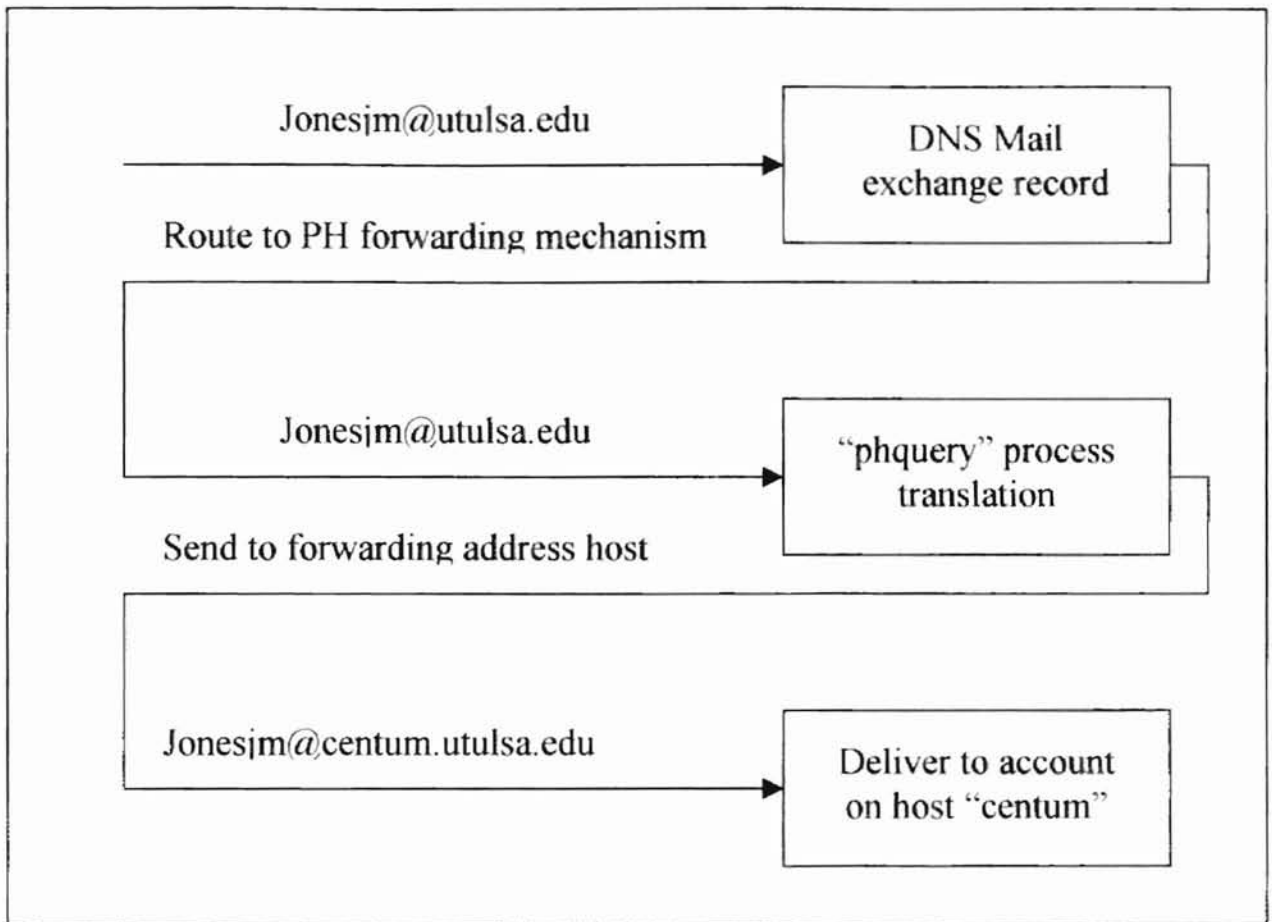 Jonesjm@utulsa.edu
DNS Mail
exchange record
Route to PH forwarding mechanism
Jonesjm@utulsa.edu
“phquery” process
translation
Send to forwarding address host
Jonesjm@centum.utulsa.edu
Deliver to account
on host “centum”